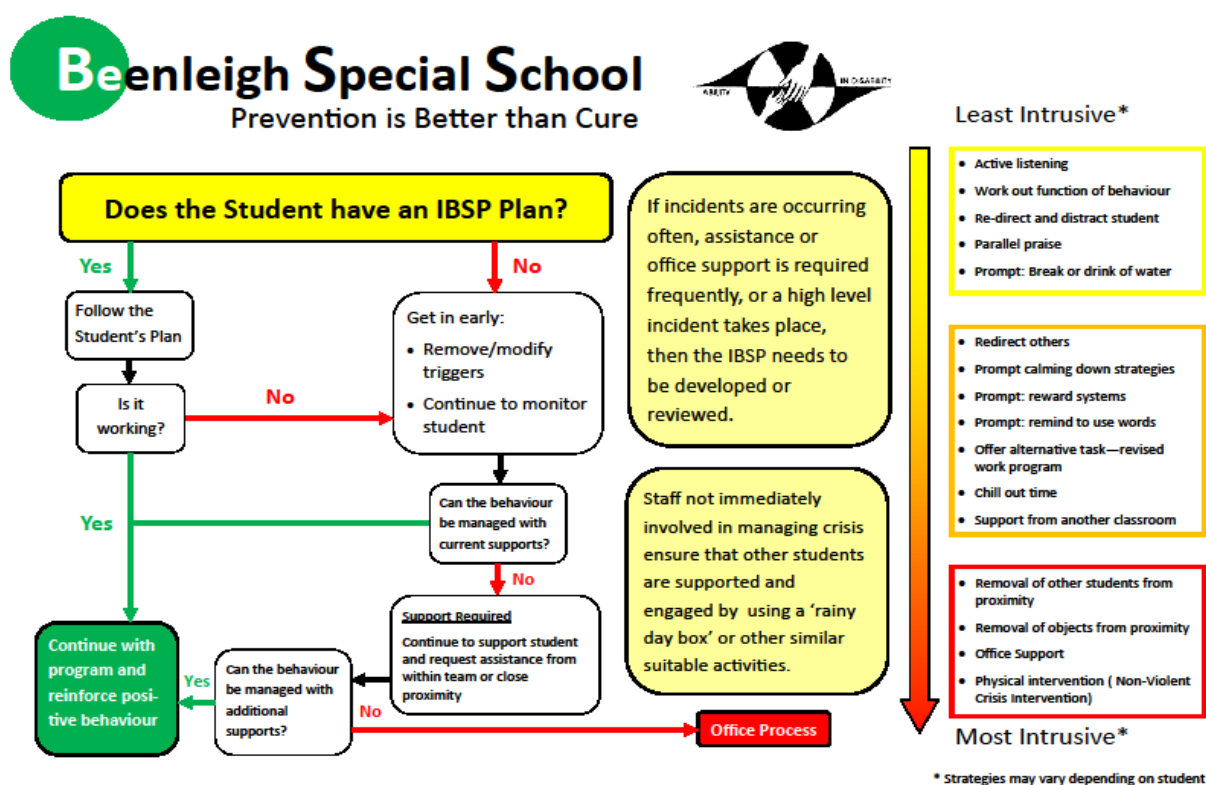 Beenleigh Special School
Prevention is Better than Cure
ABILITY
IN DISABILITY
Does the Student have an IBSP Plan?
Yes
No
Follow the
Student's Plan
Is it
working?
No
Get in early:
• Remove/modify
triggers
• Continue to monitor
student
Yes
Can the behaviour
be managed with
current supports?
No
Support Required
Continue to support student
and request assistance from
within team or close
proximity
Can the behaviour
be managed with
additional
supports?
Yes
No
Continue with
program and
reinforce posi-
tive behaviour
Office Process
If incidents are occurring
often, assistance or
office support is required
frequently, or a high level
incident takes place,
then the IBSP needs to
be developed or
reviewed.
Staff not immediately
involved in managing crisis
ensure that other students
are supported and
engaged by using a ‘rainy
day box’ or other similar
suitable activities.
Least Intrusive*
• Active listening
• Work out function of behaviour
• Re-direct and distract student
• Parallel praise
• Prompt: Break or drink of water
• Redirect others
• Prompt calming down strategies
• Prompt: reward systems
• Prompt: remind to use words
• Offer alternative task—revised
work program
• Chill out time
• Support from another classroom
• Removal of other students from
proximity
• Removal of objects from proximity
• Office Support
• Physical intervention ( Non-Violent
Crisis Intervention)
Most Intrusive*
* Strategies may vary depending on student